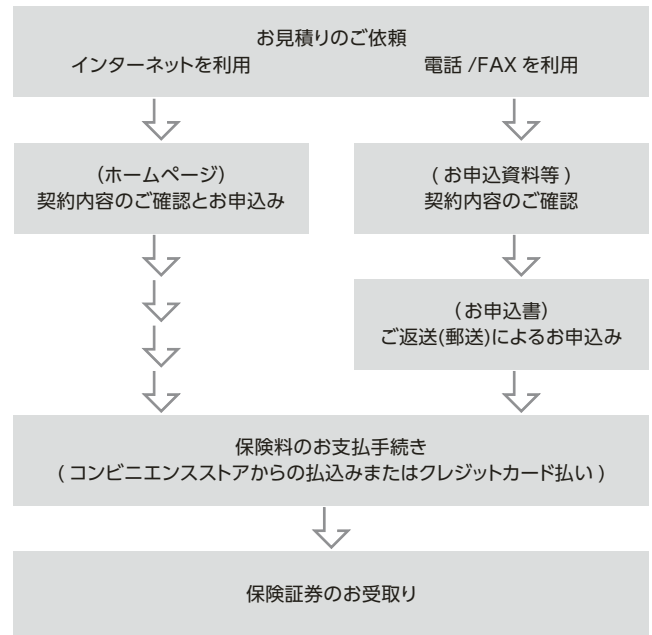 お見積りのご依頼
インターネットを利用
電話 /FAX を利用
(ホームページ)
契約内容のご確認とお申込み
( お申込資料等 )
契約内容のご確認
(お申込書)
ご返送(郵送)によるお申込み
保険料のお支払手続き
( コンビニエンスストアからの払込みまたはクレジットカード払い )
保険証券のお受取り